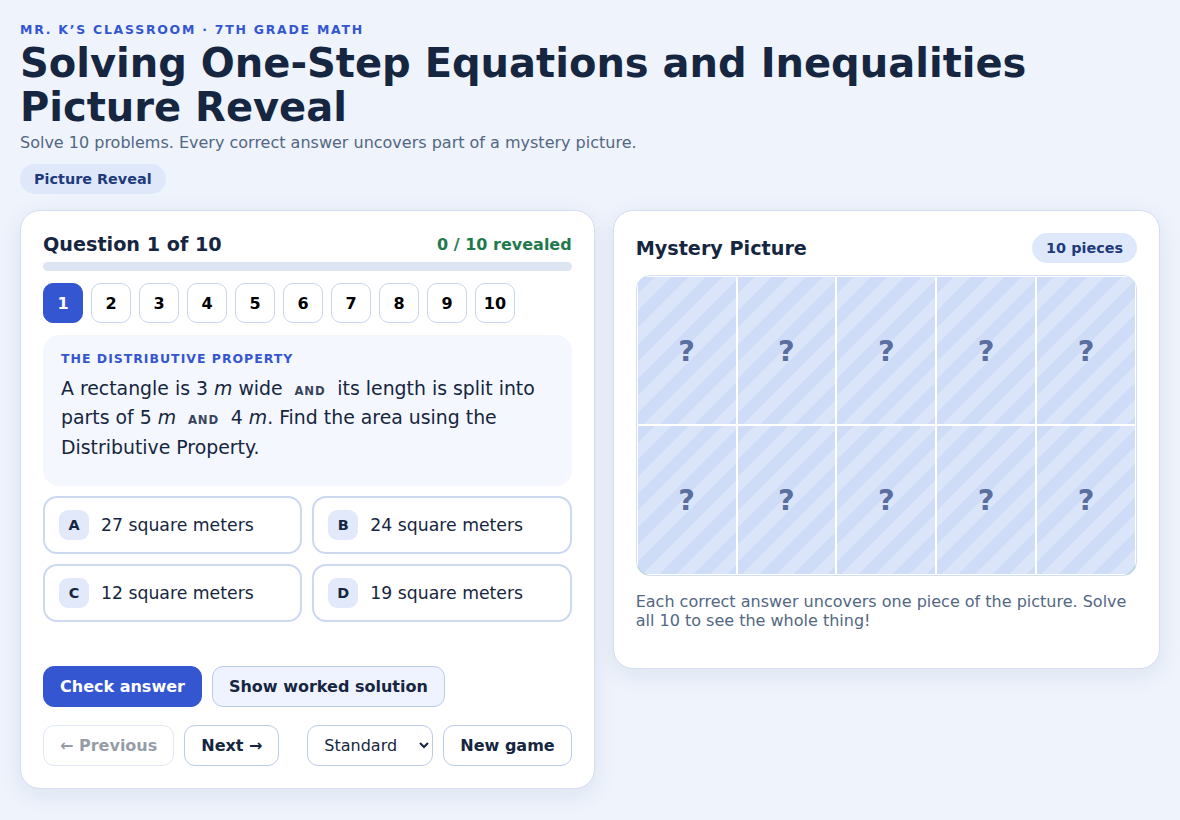 MR. K’S CLASSROOM · 7TH GRADE MATH
Solving One-Step Equations and Inequalities
Picture Reveal
Solve 10 problems. Every correct answer uncovers part of a mystery picture.
Picture Reveal
Question 1 of 10
0 / 10 revealed
1 2 3 4 5 6 7 8 9 10
THE DISTRIBUTIVE PROPERTY
A rectangle is 3 m wide AND its length is split into
parts of 5 m AND 4 m. Find the area using the
Distributive Property.
A 27 square meters
B 24 square meters
C 12 square meters
D 19 square meters
Check answer
Show worked solution
← Previous
Next →
Standard
New game
Mystery Picture
10 pieces
? ? ? ? ?
? ? ? ? ?
Each correct answer uncovers one piece of the picture. Solve
all 10 to see the whole thing!